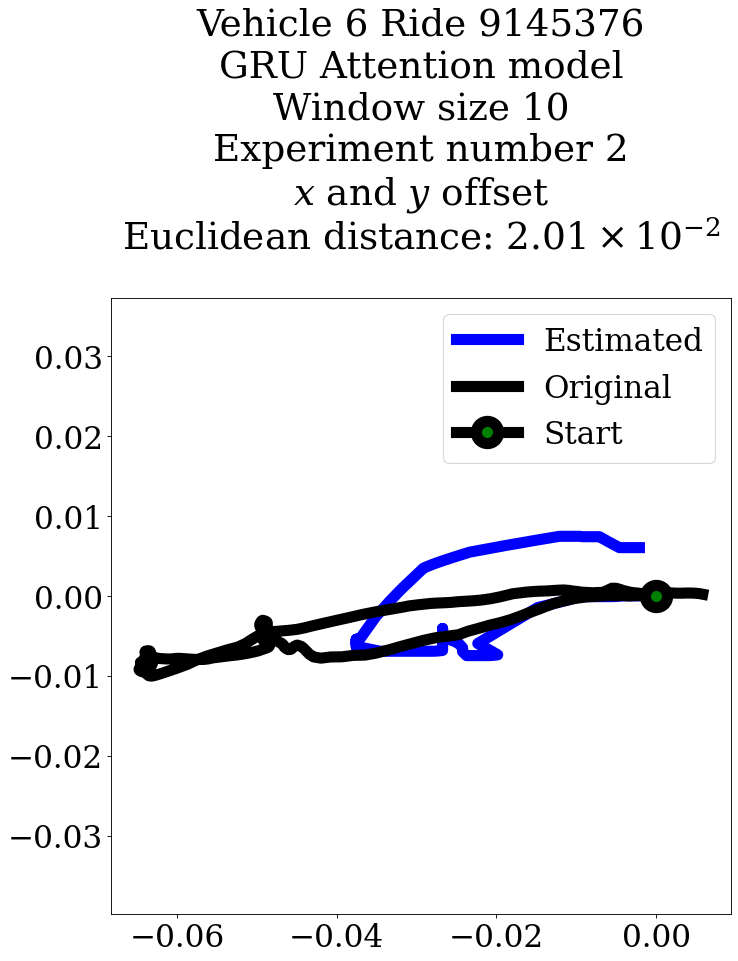 Vehicle 6 Ride 9145376
GRU Attention model
Window size 10
Experiment number 2
x and y offset
Euclidean distance: 2.01 × 10⁻²
Estimated
Original
Start
0.03
0.02
0.01
0.00
−0.01
−0.02
−0.03
−0.06 −0.04 −0.02 0.00